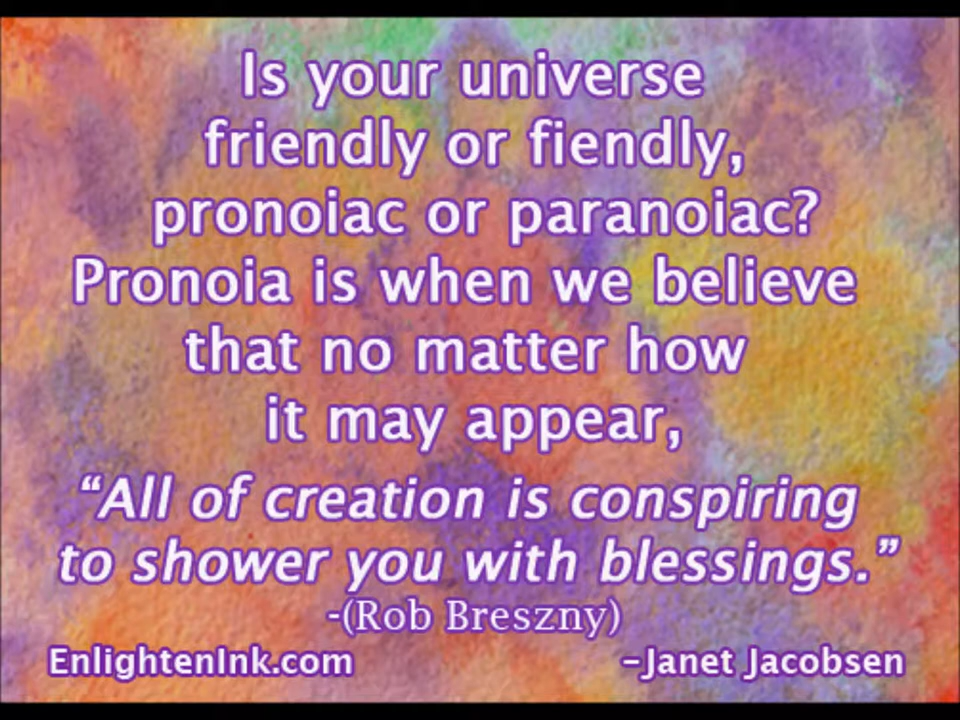 Is your universe
friendly or fiendly,
pronoiac or paranoiac?
Pronoia is when we believe
that no matter how
it may appear,
“All of creation is conspiring
to shower you with blessings.”
-(Rob Breszny)
EnlightenInk.com –Janet Jacobsen